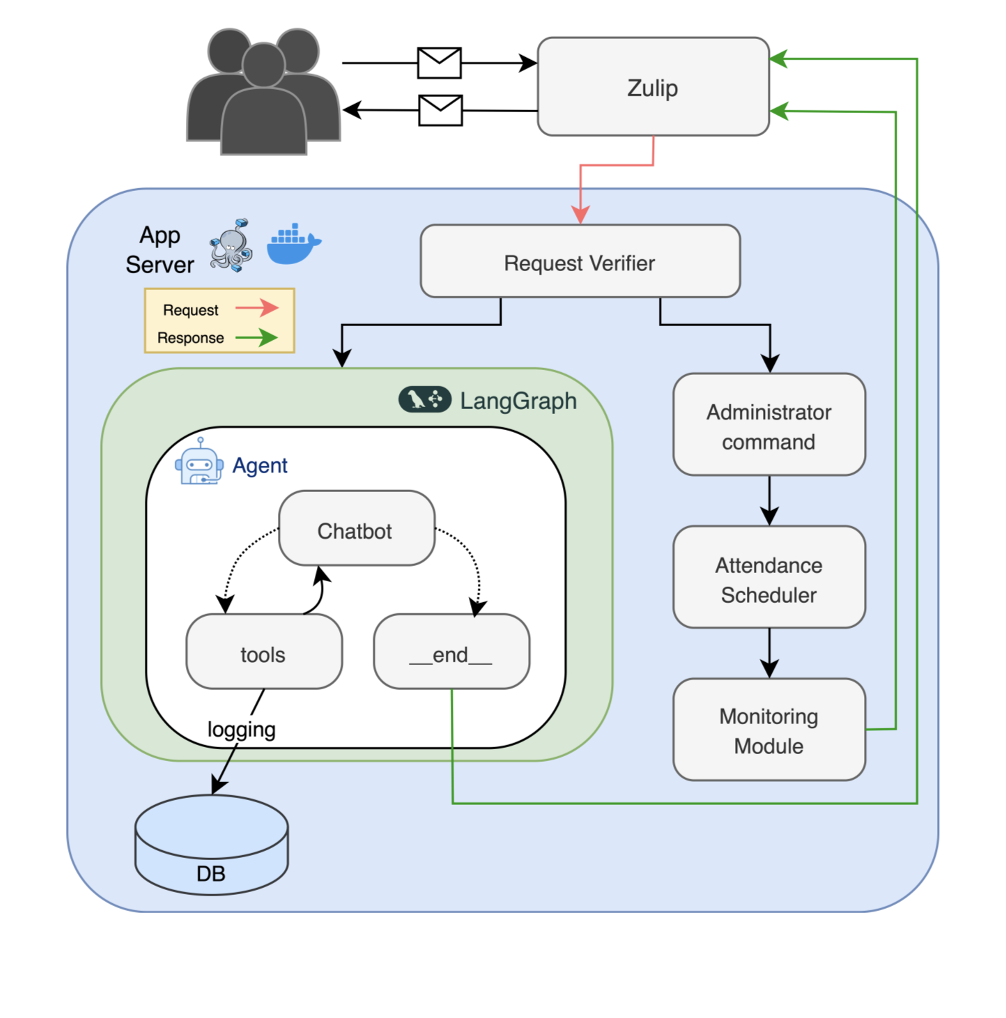 Zulip
App
Server
Request
Response
Request Verifier
LangGraph
Agent
Chatbot
tools
__end__
logging
DB
Administrator
command
Attendance
Scheduler
Monitoring
Module